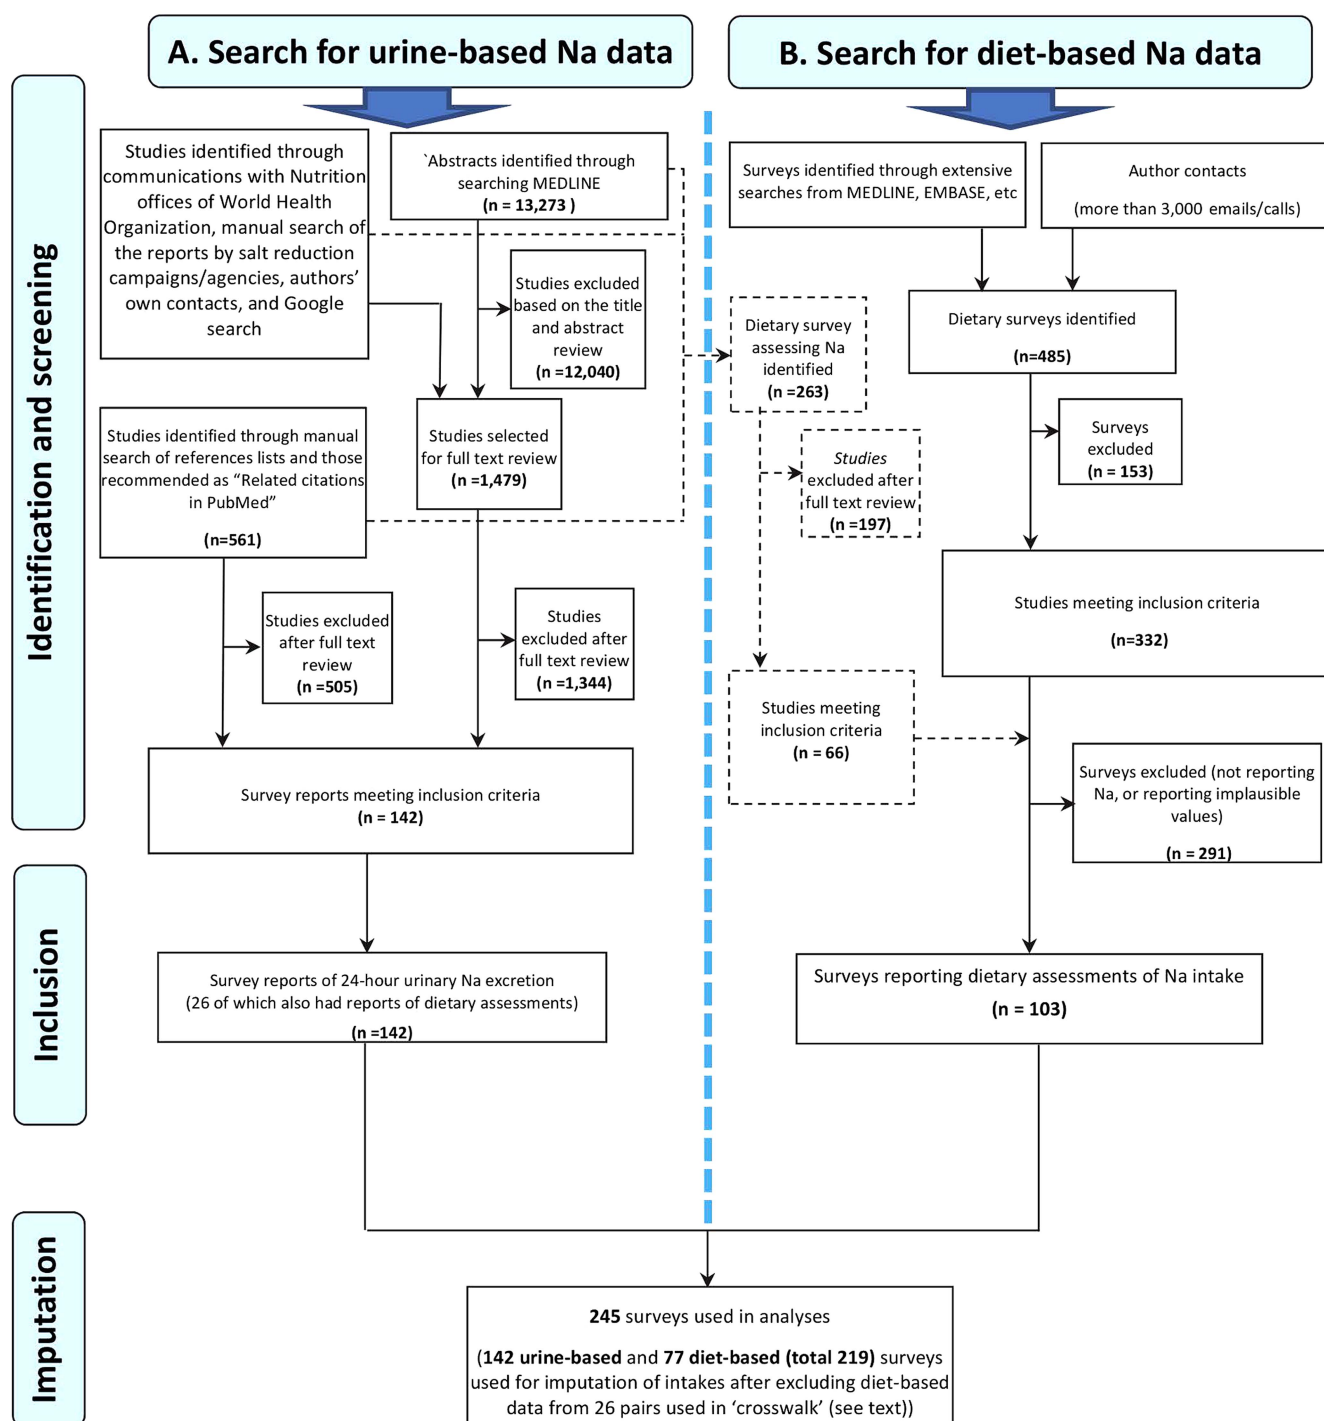 A. Search for urine-based Na data
B. Search for diet-based Na data
Identification and screening
Studies identified through
communications with Nutrition
offices of World Health
Organization, manual search of
the reports by salt reduction
campaigns/agencies, authors'
own contacts, and Google
search
`Abstracts identified through
searching MEDLINE
(n = 13,273 )
Studies excluded
based on the title
and abstract
review
(n =12,040)
Studies identified through manual
search of references lists and those
recommended as “Related citations
in PubMed”
(n=561)
Studies selected
for full text review
(n =1,479)
Studies excluded
after full text
review
(n =505)
Studies
excluded after
full text review
(n =1,344)
Survey reports meeting inclusion criteria
(n = 142)
Surveys identified through extensive
searches from MEDLINE, EMBASE, etc
Author contacts
(more than 3,000 emails/calls)
Dietary survey
assessing Na
identified
(n =263)
Dietary surveys identified
(n=485)
Surveys
excluded
(n = 153)
Studies
excluded after
full text review
(n =197)
Studies meeting inclusion criteria
(n=332)
Studies meeting
inclusion criteria
(n = 66)
Surveys excluded (not reporting
Na, or reporting implausible
values)
(n = 291)
Inclusion
Survey reports of 24-hour urinary Na excretion
(26 of which also had reports of dietary assessments)
(n =142)
Surveys reporting dietary assessments of Na intake
(n = 103)
Imputation
245 surveys used in analyses
(142 urine-based and 77 diet-based (total 219) surveys
used for imputation of intakes after excluding diet-based
data from 26 pairs used in ‘crosswalk’ (see text))